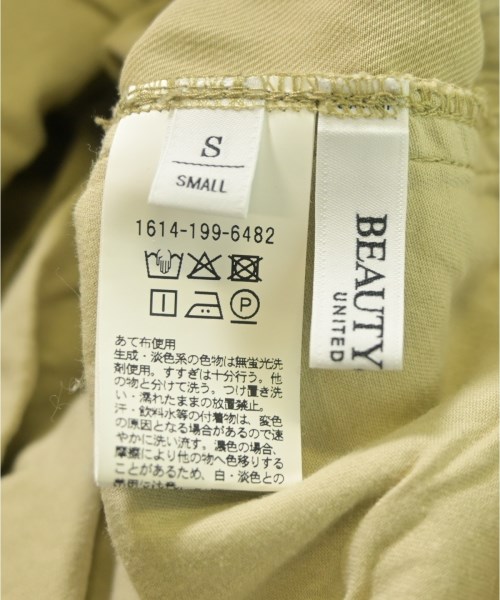 S
SMALL
1614-199-6482
P
あて布使用
生成・淡色系の色物は無蛍光洗
剤使用。すすぎは十分行う。他
の物と分けて洗う。つけ置き洗
い・濡れたままの放置禁止。
汗・飲料水等の付着物は、変色
の原因となる場合があるので速
やかに洗い流す。濃色の場合、
摩擦により他の物へ色移りする
ことがあるため、白・淡色との
着用に注意
BEAUTY
UNITED